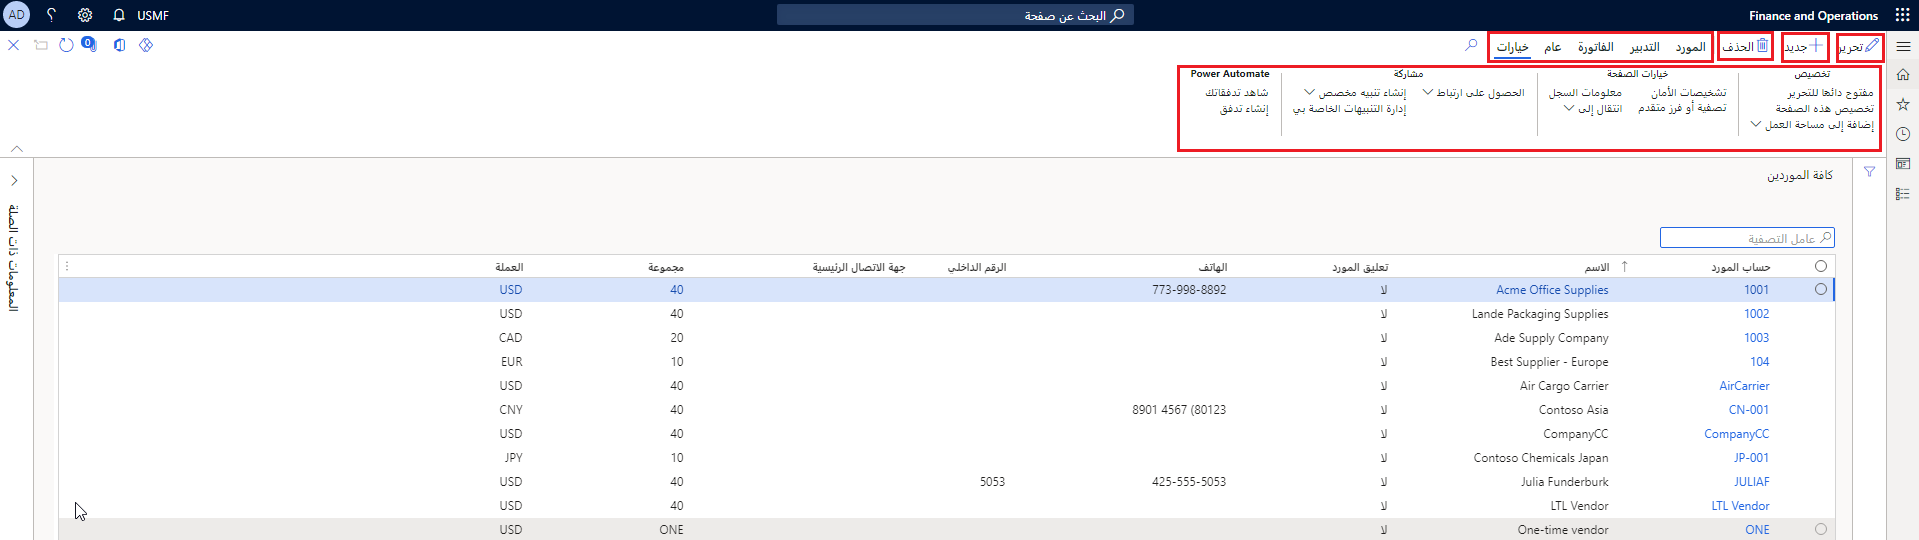 Finance and Operations
البحث عن صفحة
USMF
AD
تحرير
جديد
الحذف
المورد
التدبير
الفاتورة
عام
خيارات
0
تخصيص
مفتوح دائمًا للتحرير
تخصيص هذه الصفحة
إضافة إلى مساحة العمل
خيارات الصفحة
تشخيصات الأمان
تصفية أو فرز متقدم
معلومات السجل
انتقال إلى
مشاركة
الحصول على ارتباط
إنشاء تنبيه مخصص
إدارة التنبيهات الخاصة بي
Power Automate
شاهد تدفقاتك
إنشاء تدفق
كافة الموردين
عامل التصفية
المعلومات ذات الصلة
حساب المورد الاسم تعليق المورد الهاتف الرقم الداخلي جهة الاتصال الرئيسية مجموعة العملة
1001 Acme Office Supplies لا 773-998-8892 40 USD
1002 Lande Packaging Supplies لا 40 USD
1003 Ade Supply Company لا 20 CAD
104 Best Supplier - Europe لا 10 EUR
AirCarrier Air Cargo Carrier لا 40 USD
CN-001 Contoso Asia لا 8901 4567 (80123 40 CNY
CompanyCC CompanyCC لا 40 USD
JP-001 Contoso Chemicals Japan لا 10 JPY
JULIAF Julia Funderburk لا 425-555-5053 5053 40 USD
LTL Vendor LTL Vendor لا 40 USD
ONE One-time vendor لا ONE USD